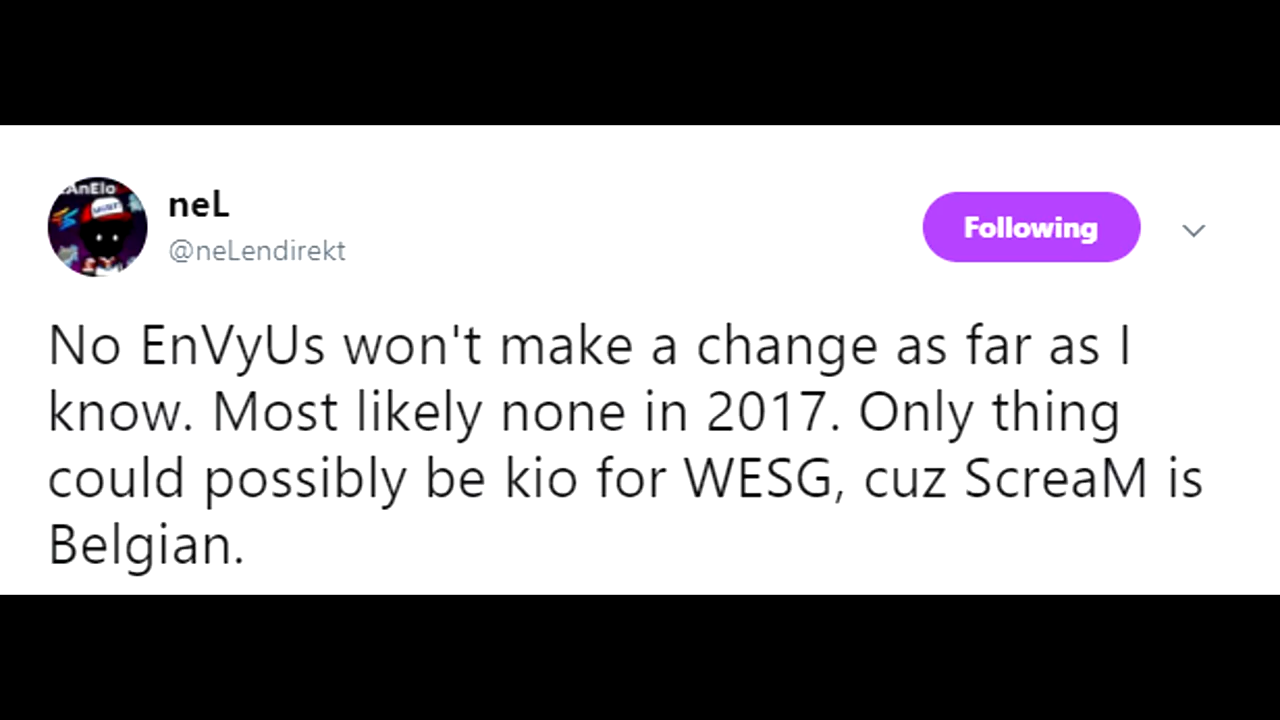 neL
@neLendirekt
Following
No EnVyUs won't make a change as far as I
know. Most likely none in 2017. Only thing
could possibly be kio for WESG, cuz ScreaM is
Belgian.